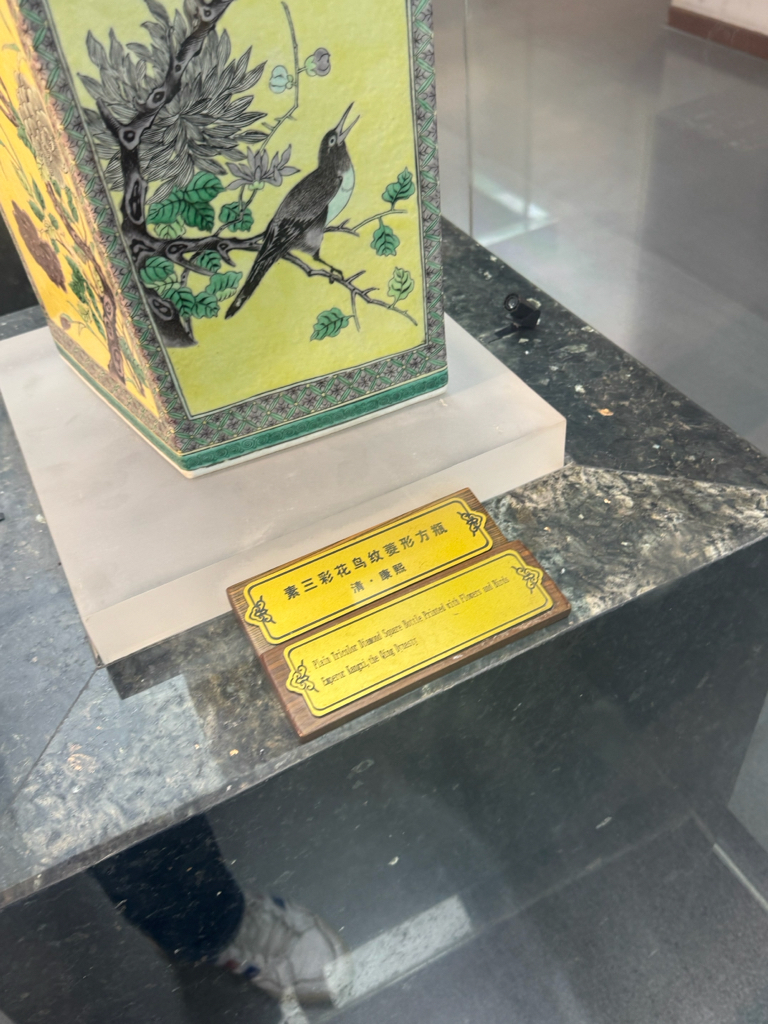 素三彩花鸟纹菱形方瓶
清·康熙
Plain Tricolor Diamond Square Bottle Printed with Flowers and Birds
Emperor Kangxi, the Qing Dynasty